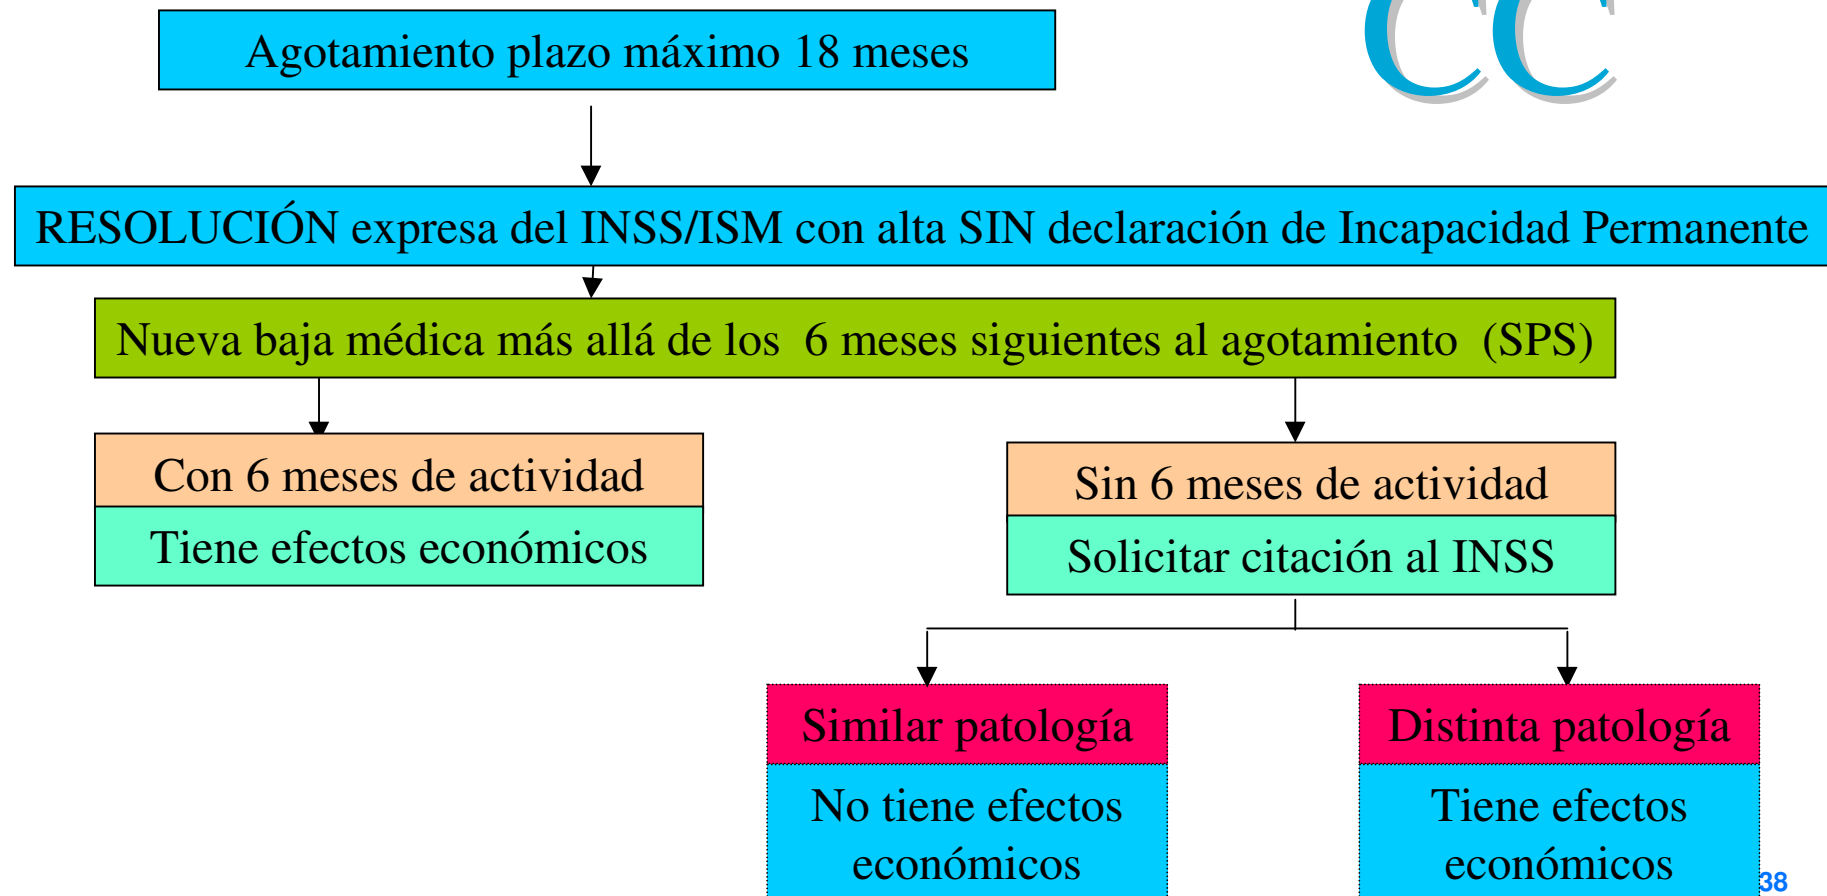 CC
Agotamiento plazo máximo 18 meses
RESOLUCIÓN expresa del INSS/ISM con alta SIN declaración de Incapacidad Permanente
Nueva baja médica más allá de los 6 meses siguientes al agotamiento (SPS)
Con 6 meses de actividad
Tiene efectos económicos
Sin 6 meses de actividad
Solicitar citación al INSS
Similar patología
No tiene efectos
económicos
Distinta patología
Tiene efectos
económicos
38